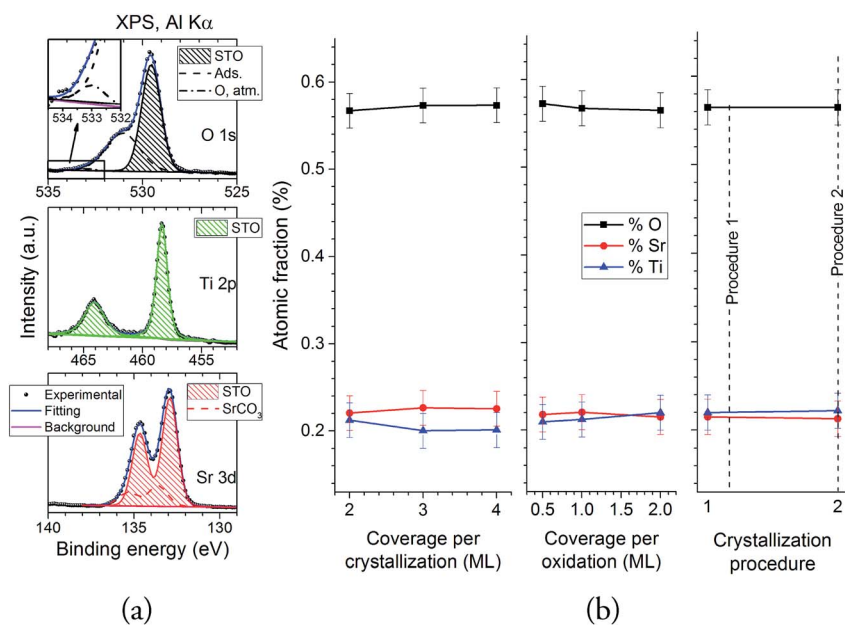 XPS, Al Kα
STO
Ads.
O, atm.
534 533 532
O 1s
535 530 525
STO
Ti 2p
465 460 455
Experimental
Fitting
Background
STO
SrCO3
Sr 3d
140 135 130
Binding energy (eV)
Intensity (a.u.)
(a)
Atomic fraction (%)
0.6
0.5
0.4
0.3
0.2
2 3 4
Coverage per
crystallization (ML)
% O
% Sr
% Ti
0.5 1.0 1.5 2.0
Coverage per
oxidation (ML)
Procedure 1
Procedure 2
1 2
Crystallization
procedure
(b)